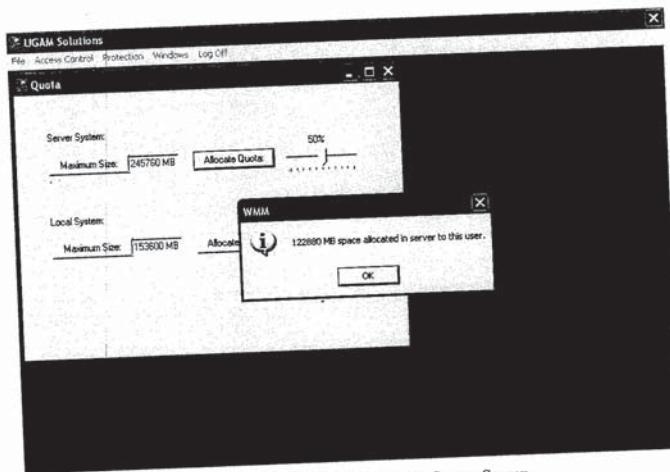 UGAM Solutions
File Access Control Protection Windows Log Off
Quota
Server System:
Maximum Size: 245760 MB Allocate Quota: 50%
Local System:
Maximum Size: 153600 MB Allocate
WMM
122880 MB space allocated in server to this user.
OK